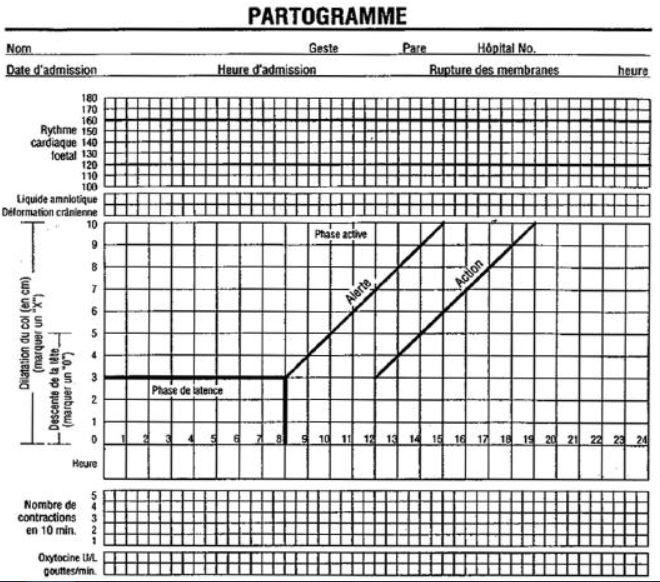 PARTOGRAMME
Nom Geste Pare Hôpital No.
Date d'admission Heure d'admission Rupture des membranes heure
180
170
160
Rythme 150
cardiaque 140
foetal 130
120
110
100
Liquide amniotique
Déformation crânienne
10
9
8
7
6
5
4
3
2
1
0
Dilatation du col (en cm)
(marquer un "X")
Descente de la tête
(marquer un "0")
Phase active
Alerte
Action
Phase de latence
1 2 3 4 5 6 7 8 9 10 11 12 13 14 15 16 17 18 19 20 21 22 23 24
Heure
5
Nombre de 4
contractions 3
en 10 min. 2
1
Oxytocine U/L
gouttes/min.